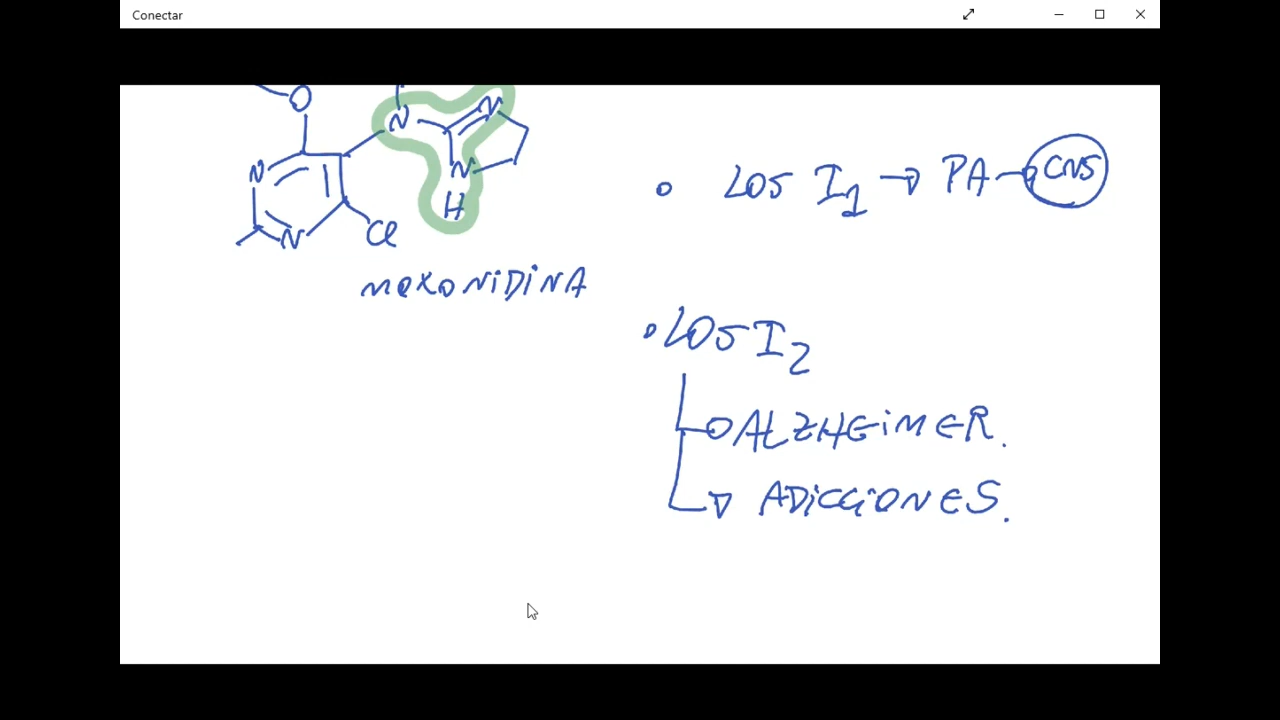 Conectar
O
N
N
N
N
H
Cl
moxoNiDiNA
LOS I1 → PA → CNS
• LOS I2
→ ALZHEiMER.
→ ADiCCiONES.